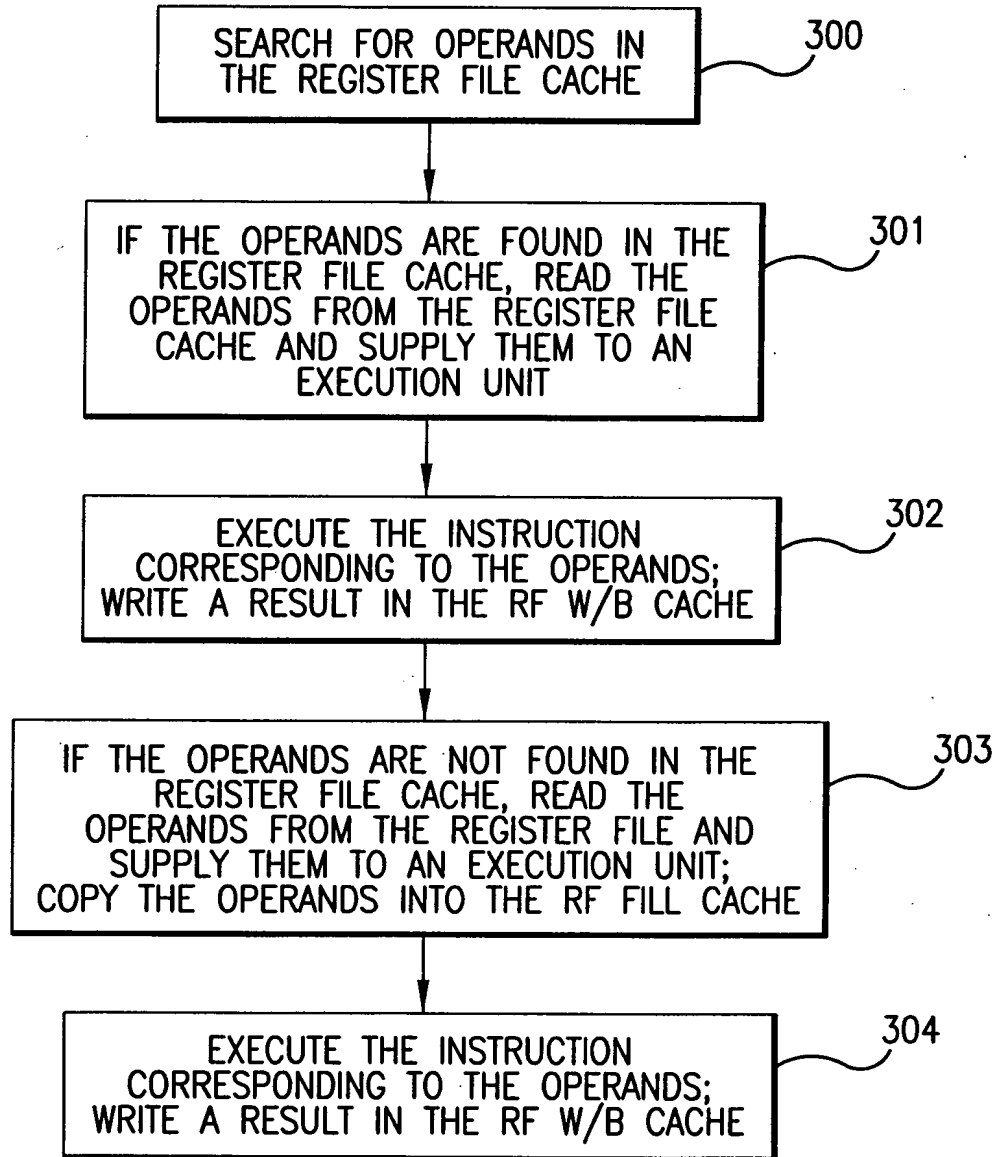 SEARCH FOR OPERANDS IN
THE REGISTER FILE CACHE
300
IF THE OPERANDS ARE FOUND IN THE
REGISTER FILE CACHE, READ THE
OPERANDS FROM THE REGISTER FILE
CACHE AND SUPPLY THEM TO AN
EXECUTION UNIT
301
EXECUTE THE INSTRUCTION
CORRESPONDING TO THE OPERANDS;
WRITE A RESULT IN THE RF W/B CACHE
302
IF THE OPERANDS ARE NOT FOUND IN THE
REGISTER FILE CACHE, READ THE
OPERANDS FROM THE REGISTER FILE AND
SUPPLY THEM TO AN EXECUTION UNIT;
COPY THE OPERANDS INTO THE RF FILL CACHE
303
EXECUTE THE INSTRUCTION
CORRESPONDING TO THE OPERANDS;
WRITE A RESULT IN THE RF W/B CACHE
304